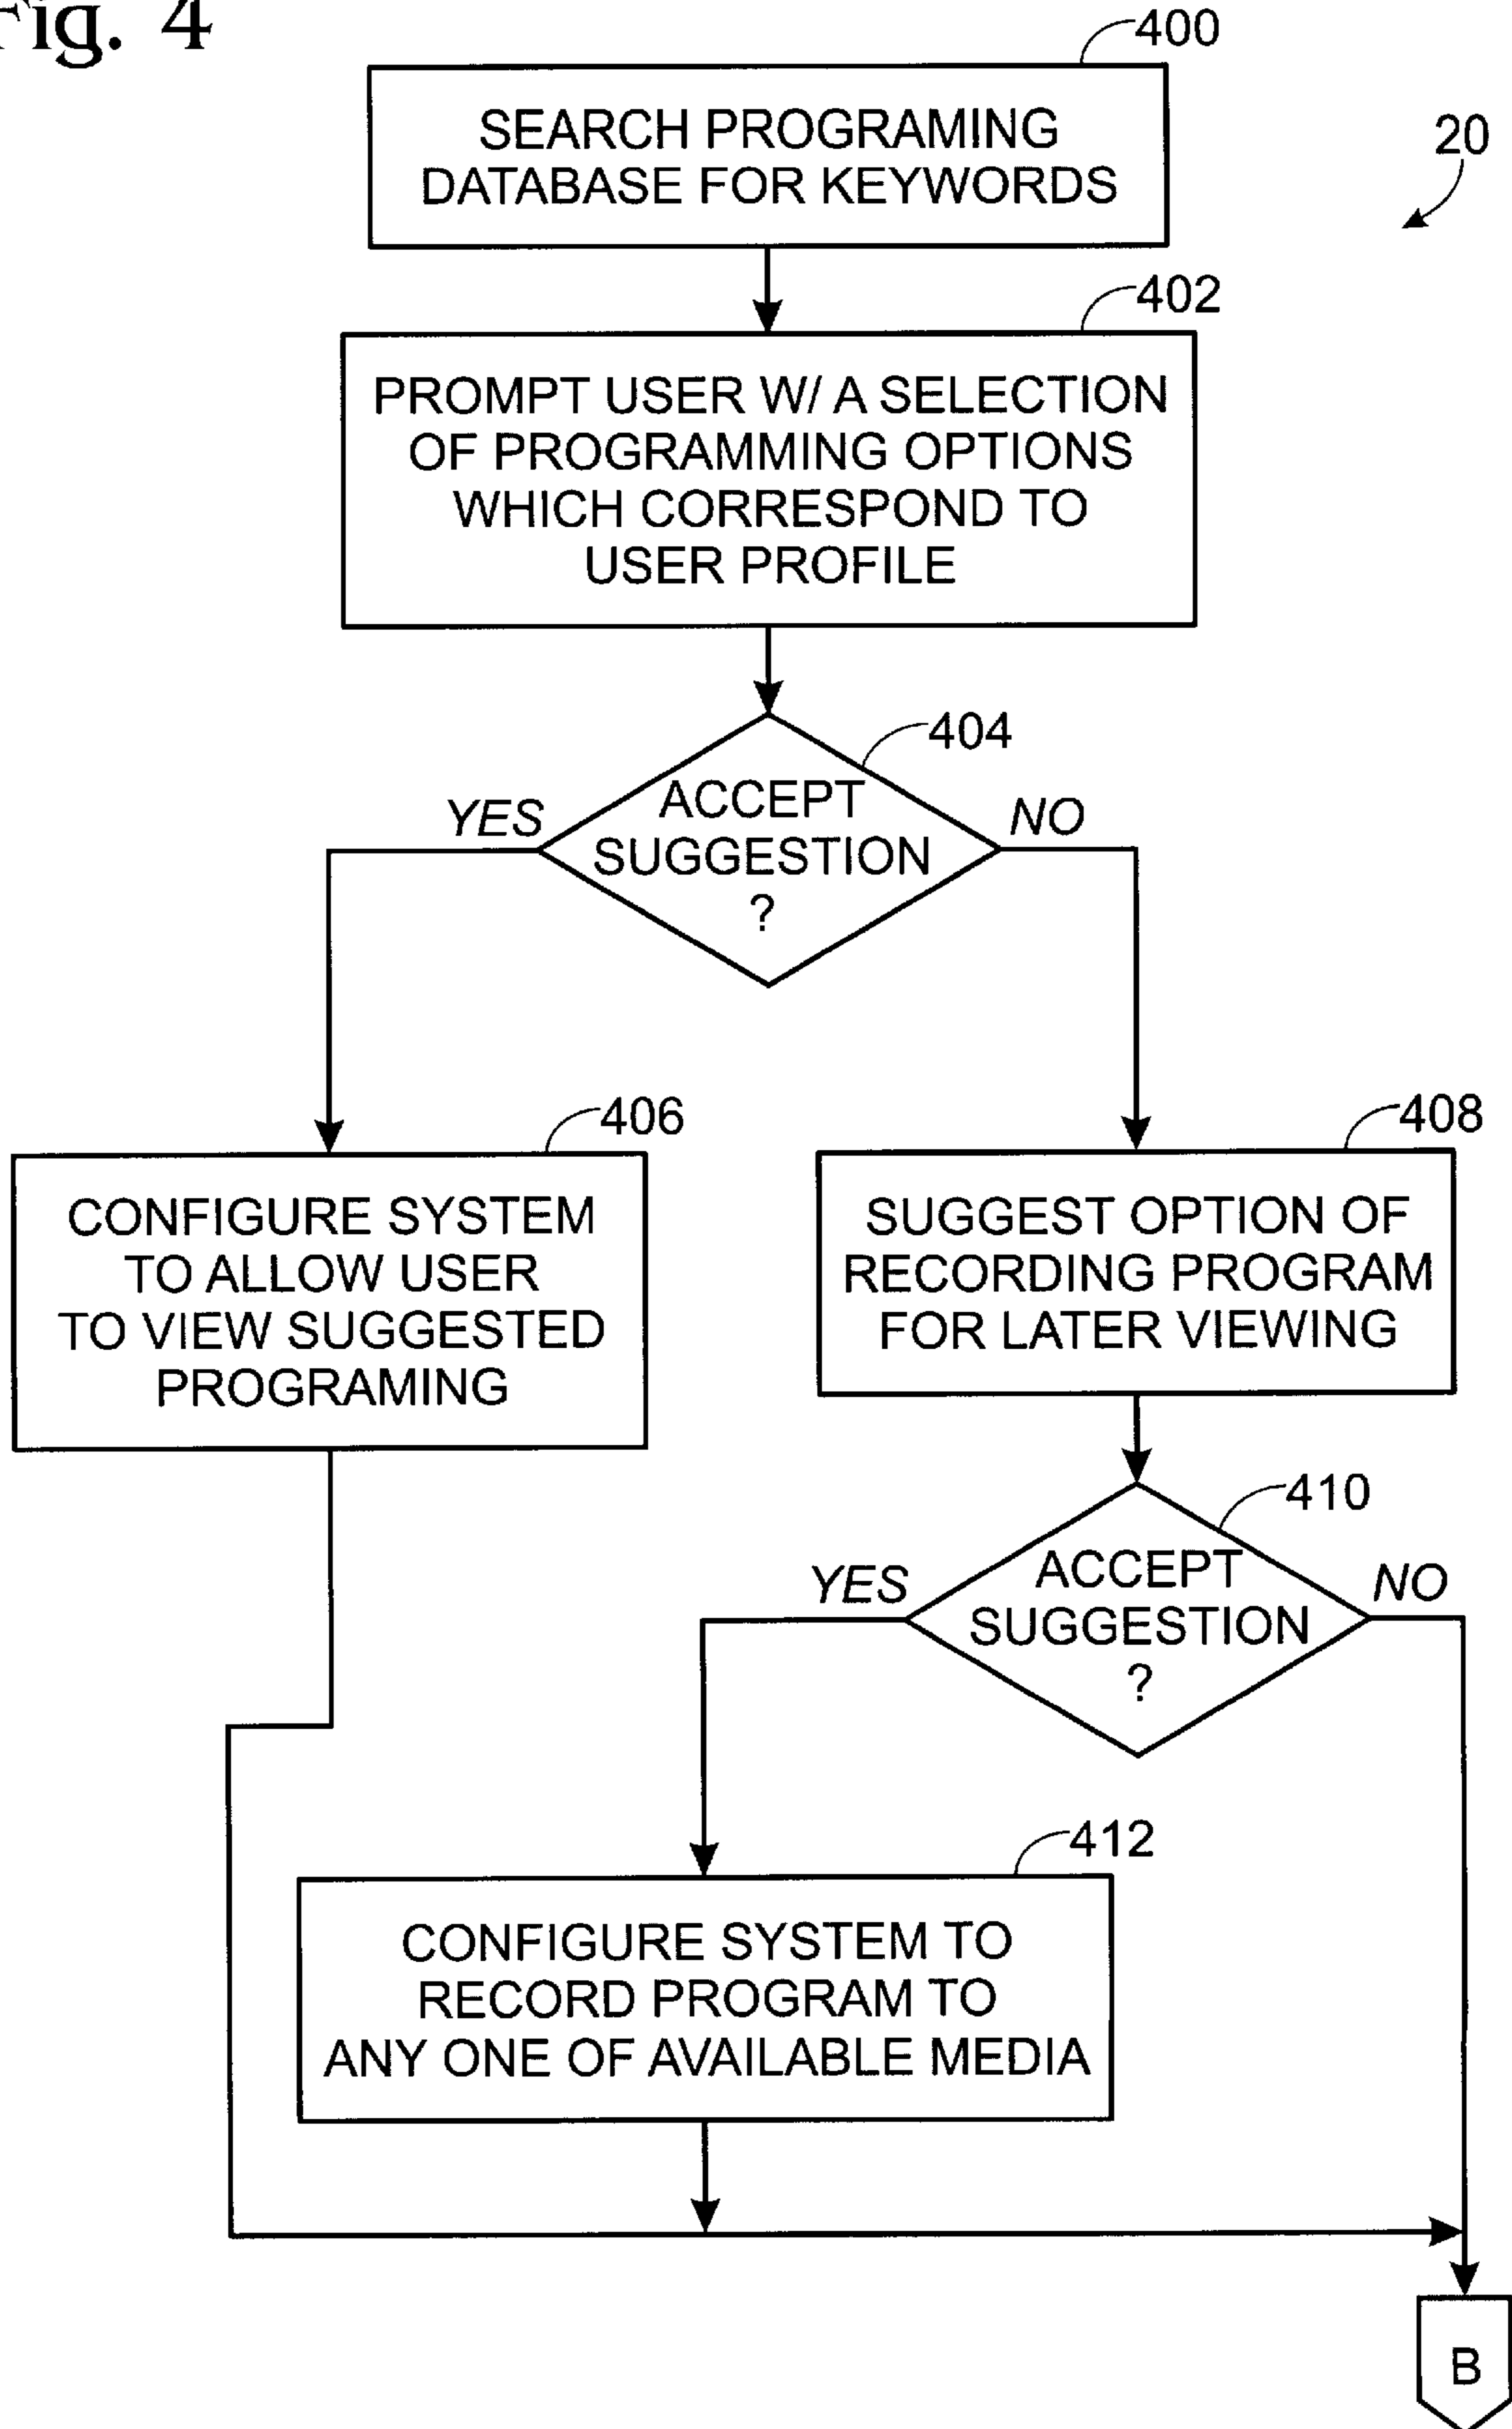 Fig. 4
400
SEARCH PROGRAMING
DATABASE FOR KEYWORDS
20
402
PROMPT USER W/ A SELECTION
OF PROGRAMMING OPTIONS
WHICH CORRESPOND TO
USER PROFILE
404
YES
ACCEPT
SUGGESTION
?
NO
406
CONFIGURE SYSTEM
TO ALLOW USER
TO VIEW SUGGESTED
PROGRAMING
408
SUGGEST OPTION OF
RECORDING PROGRAM
FOR LATER VIEWING
410
YES
ACCEPT
SUGGESTION
?
NO
412
CONFIGURE SYSTEM TO
RECORD PROGRAM TO
ANY ONE OF AVAILABLE MEDIA
B